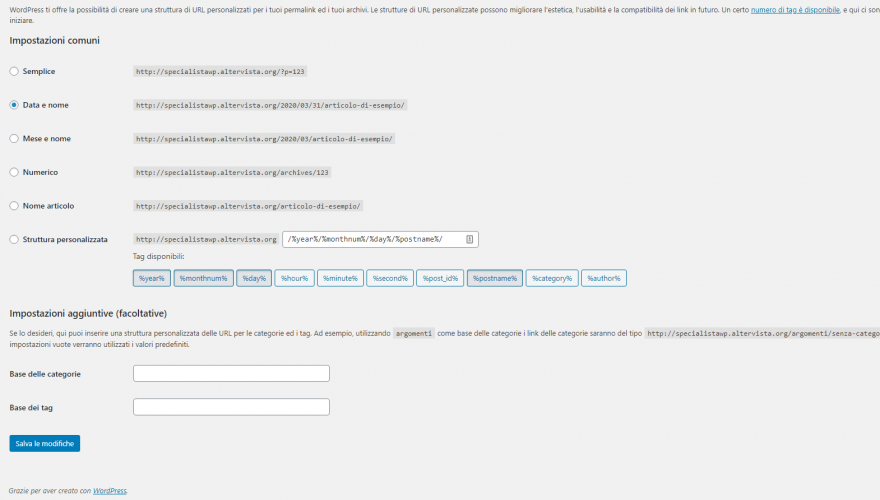 WordPress ti offre la possibilità di creare una struttura di URL personalizzati per i tuoi permalink ed i tuoi archivi. Le strutture di URL personalizzate possono migliorare l'estetica, l'usabilità e la compatibilità dei link in futuro. Un certo numero di tag è disponibile, e qui ci son
iniziare.
Impostazioni comuni
Semplice http://specialistawp.altervista.org/?p=123
Data e nome http://specialistawp.altervista.org/2020/03/31/articolo-di-esempio/
Mese e nome http://specialistawp.altervista.org/2020/03/articolo-di-esempio/
Numerico http://specialistawp.altervista.org/archives/123
Nome articolo http://specialistawp.altervista.org/articolo-di-esempio/
Struttura personalizzata http://specialistawp.altervista.org /%year%/%monthnum%/%day%/%postname%/
Tag disponibili:
%year% %monthnum% %day% %hour% %minute% %second% %post_id% %postname% %category% %author%
Impostazioni aggiuntive (facoltative)
Se lo desideri, qui puoi inserire una struttura personalizzata delle URL per le categorie ed i tag. Ad esempio, utilizzando argomenti come base delle categorie i link delle categorie saranno del tipo http://specialistawp.altervista.org/argomenti/senza-catego
impostazioni vuote verranno utilizzati i valori predefiniti.
Base delle categorie
Base dei tag
Salva le modifiche
Grazie per aver creato con WordPress.